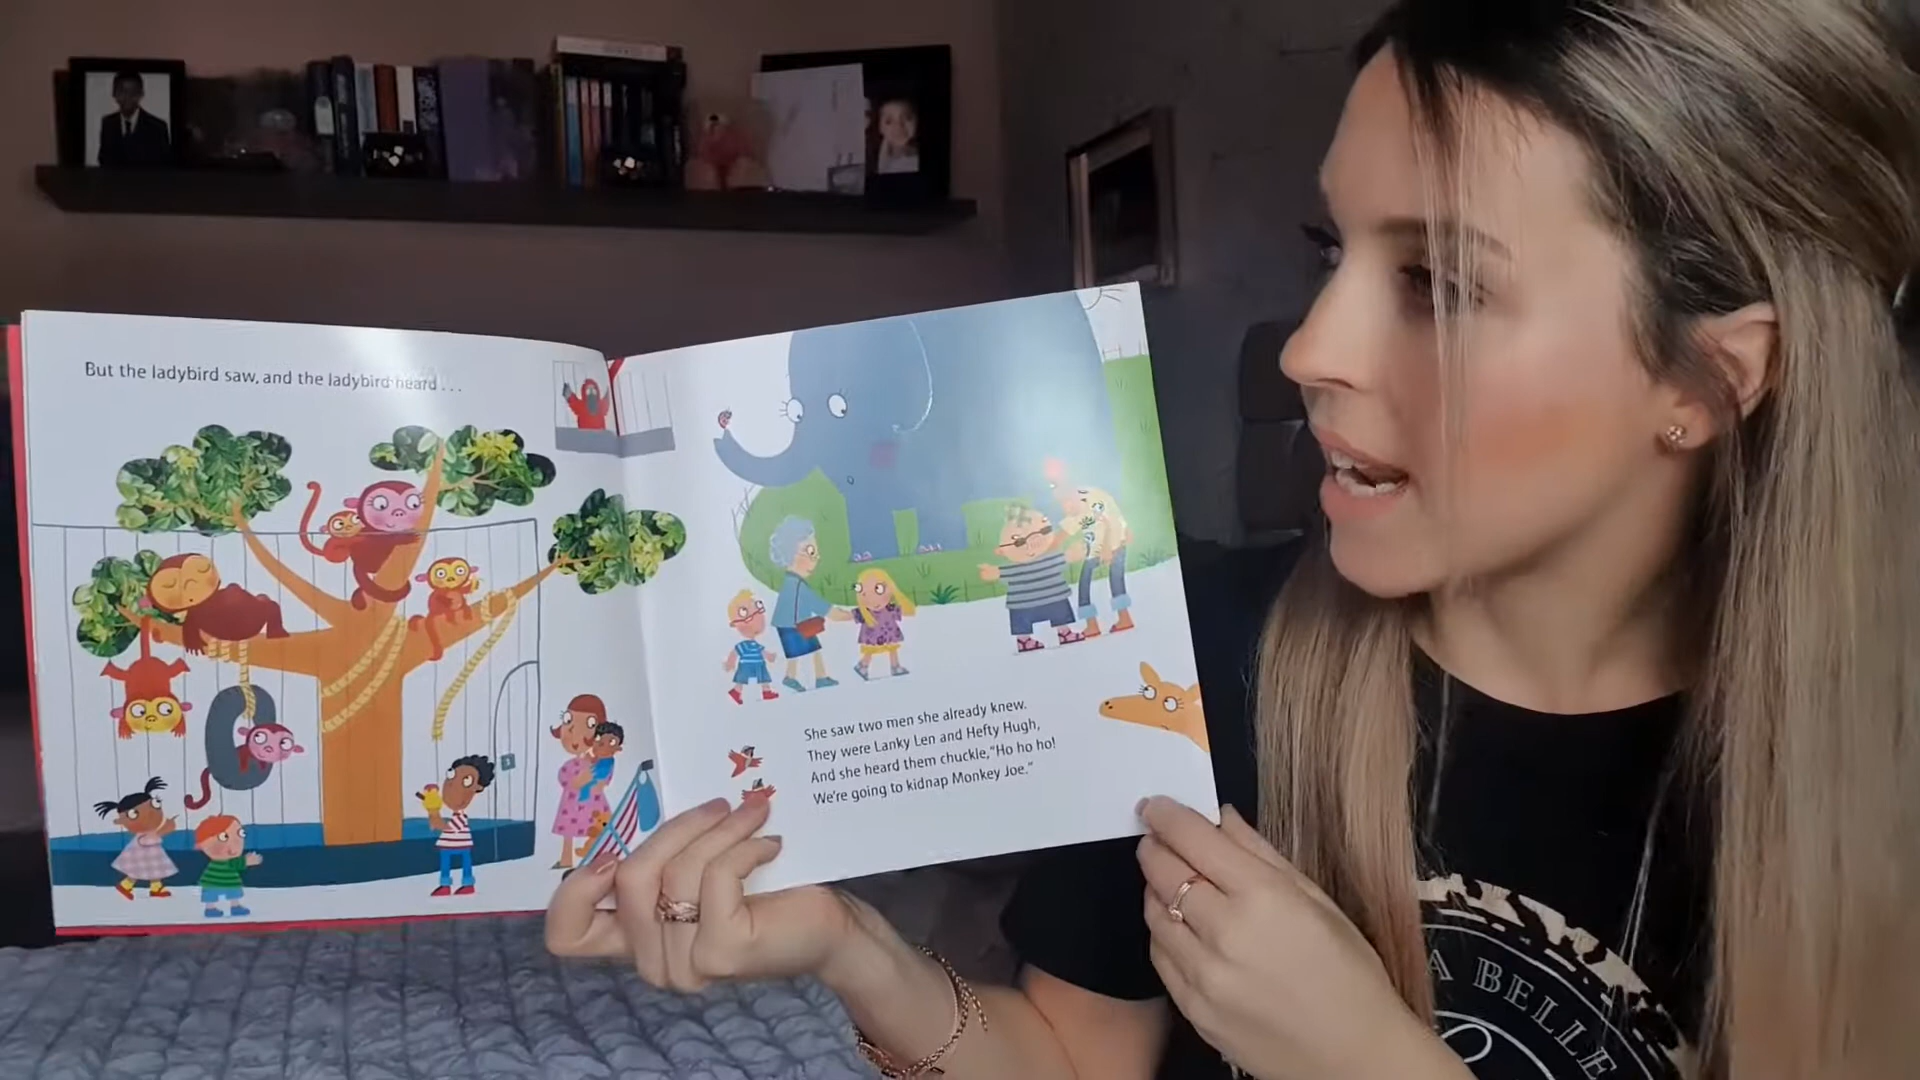 But the ladybird saw, and the ladybird heard . . .
She saw two men she already knew.
They were Lanky Len and Hefty Hugh,
And she heard them chuckle, “Ho ho ho!
We're going to kidnap Monkey Joe.”
A BELLE